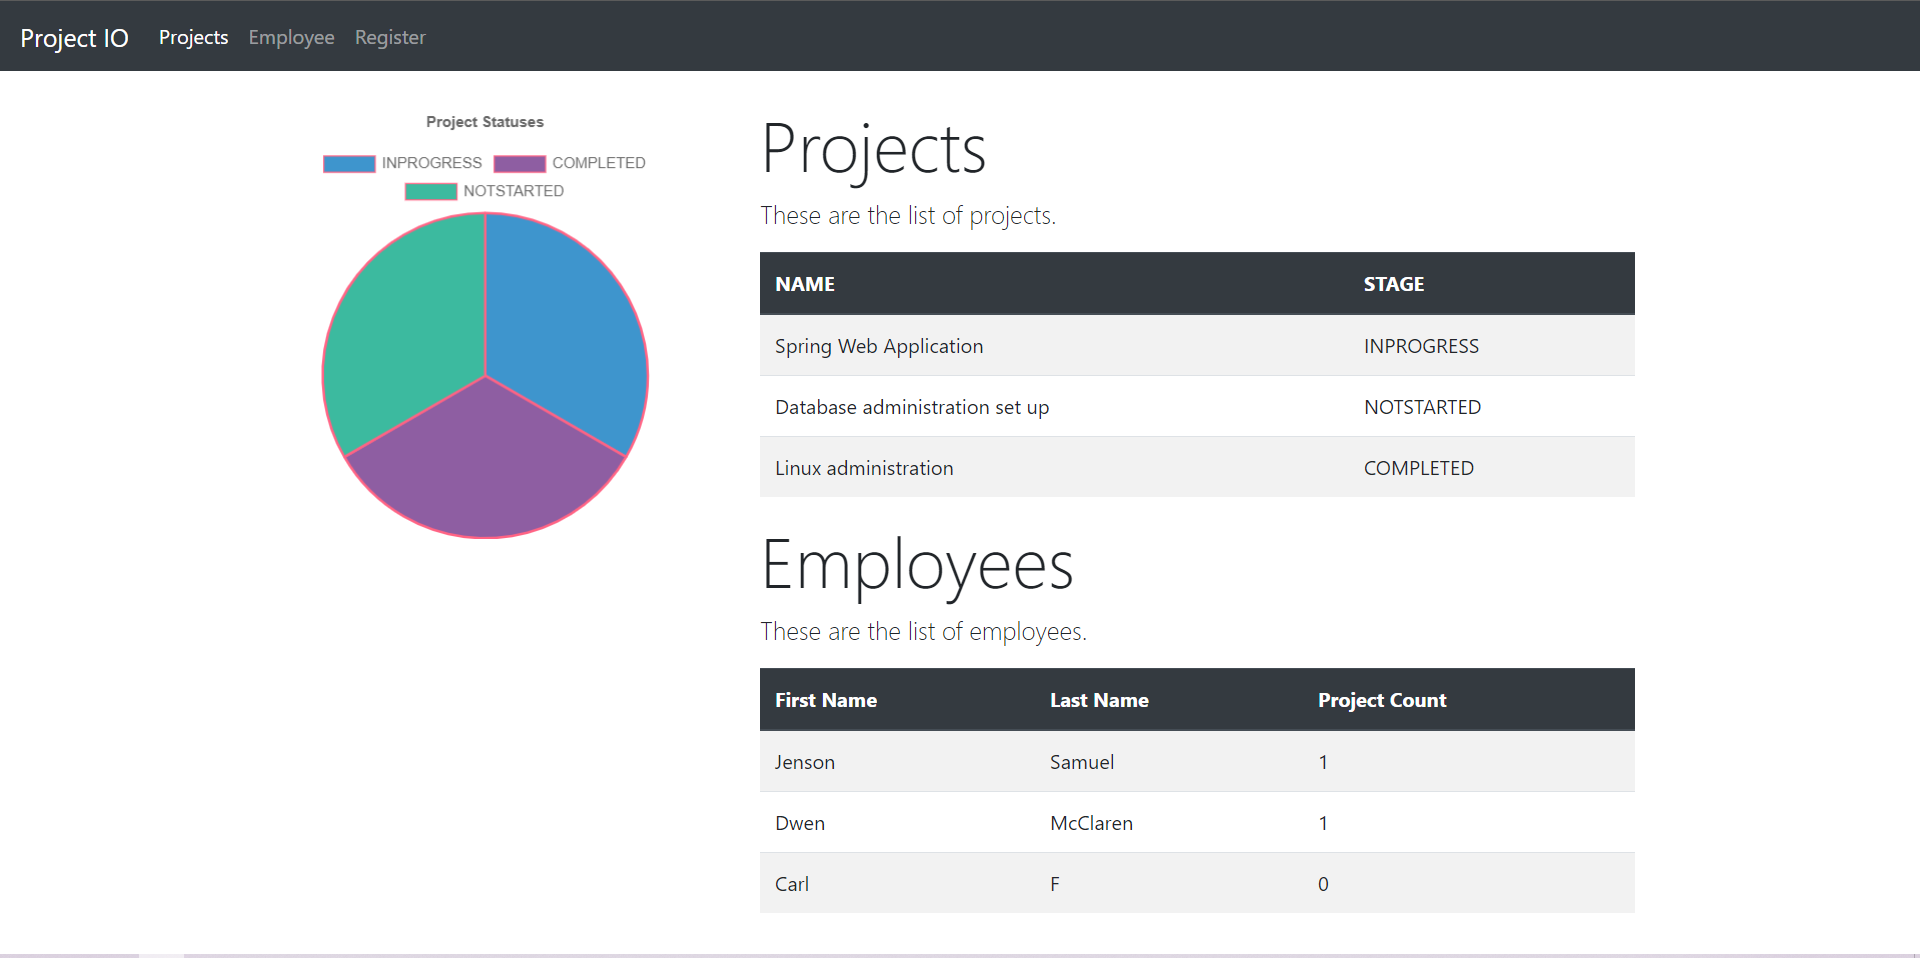 Project IO Projects Employee Register
Project Statuses
INPROGRESS COMPLETED
NOTSTARTED
Projects
These are the list of projects.
NAME STAGE
Spring Web Application INPROGRESS
Database administration set up NOTSTARTED
Linux administration COMPLETED
Employees
These are the list of employees.
First Name Last Name Project Count
Jenson Samuel 1
Dwen McClaren 1
Carl F 0